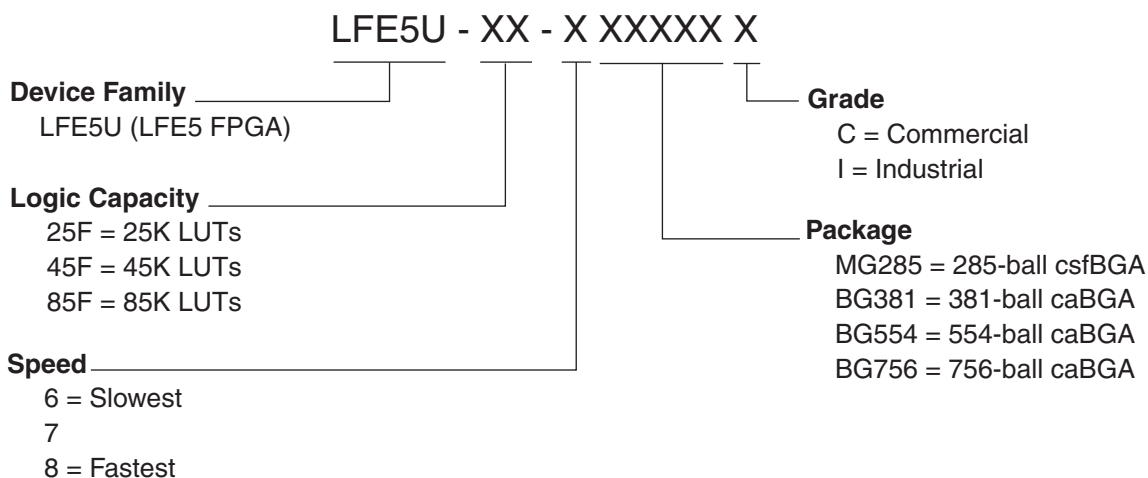 LFE5U - XX - X XXXXX X
Device Family
LFE5U (LFE5 FPGA)
Logic Capacity
25F = 25K LUTs
45F = 45K LUTs
85F = 85K LUTs
Speed
6 = Slowest
7
8 = Fastest
Grade
C = Commercial
I = Industrial
Package
MG285 = 285-ball csfBGA
BG381 = 381-ball caBGA
BG554 = 554-ball caBGA
BG756 = 756-ball caBGA